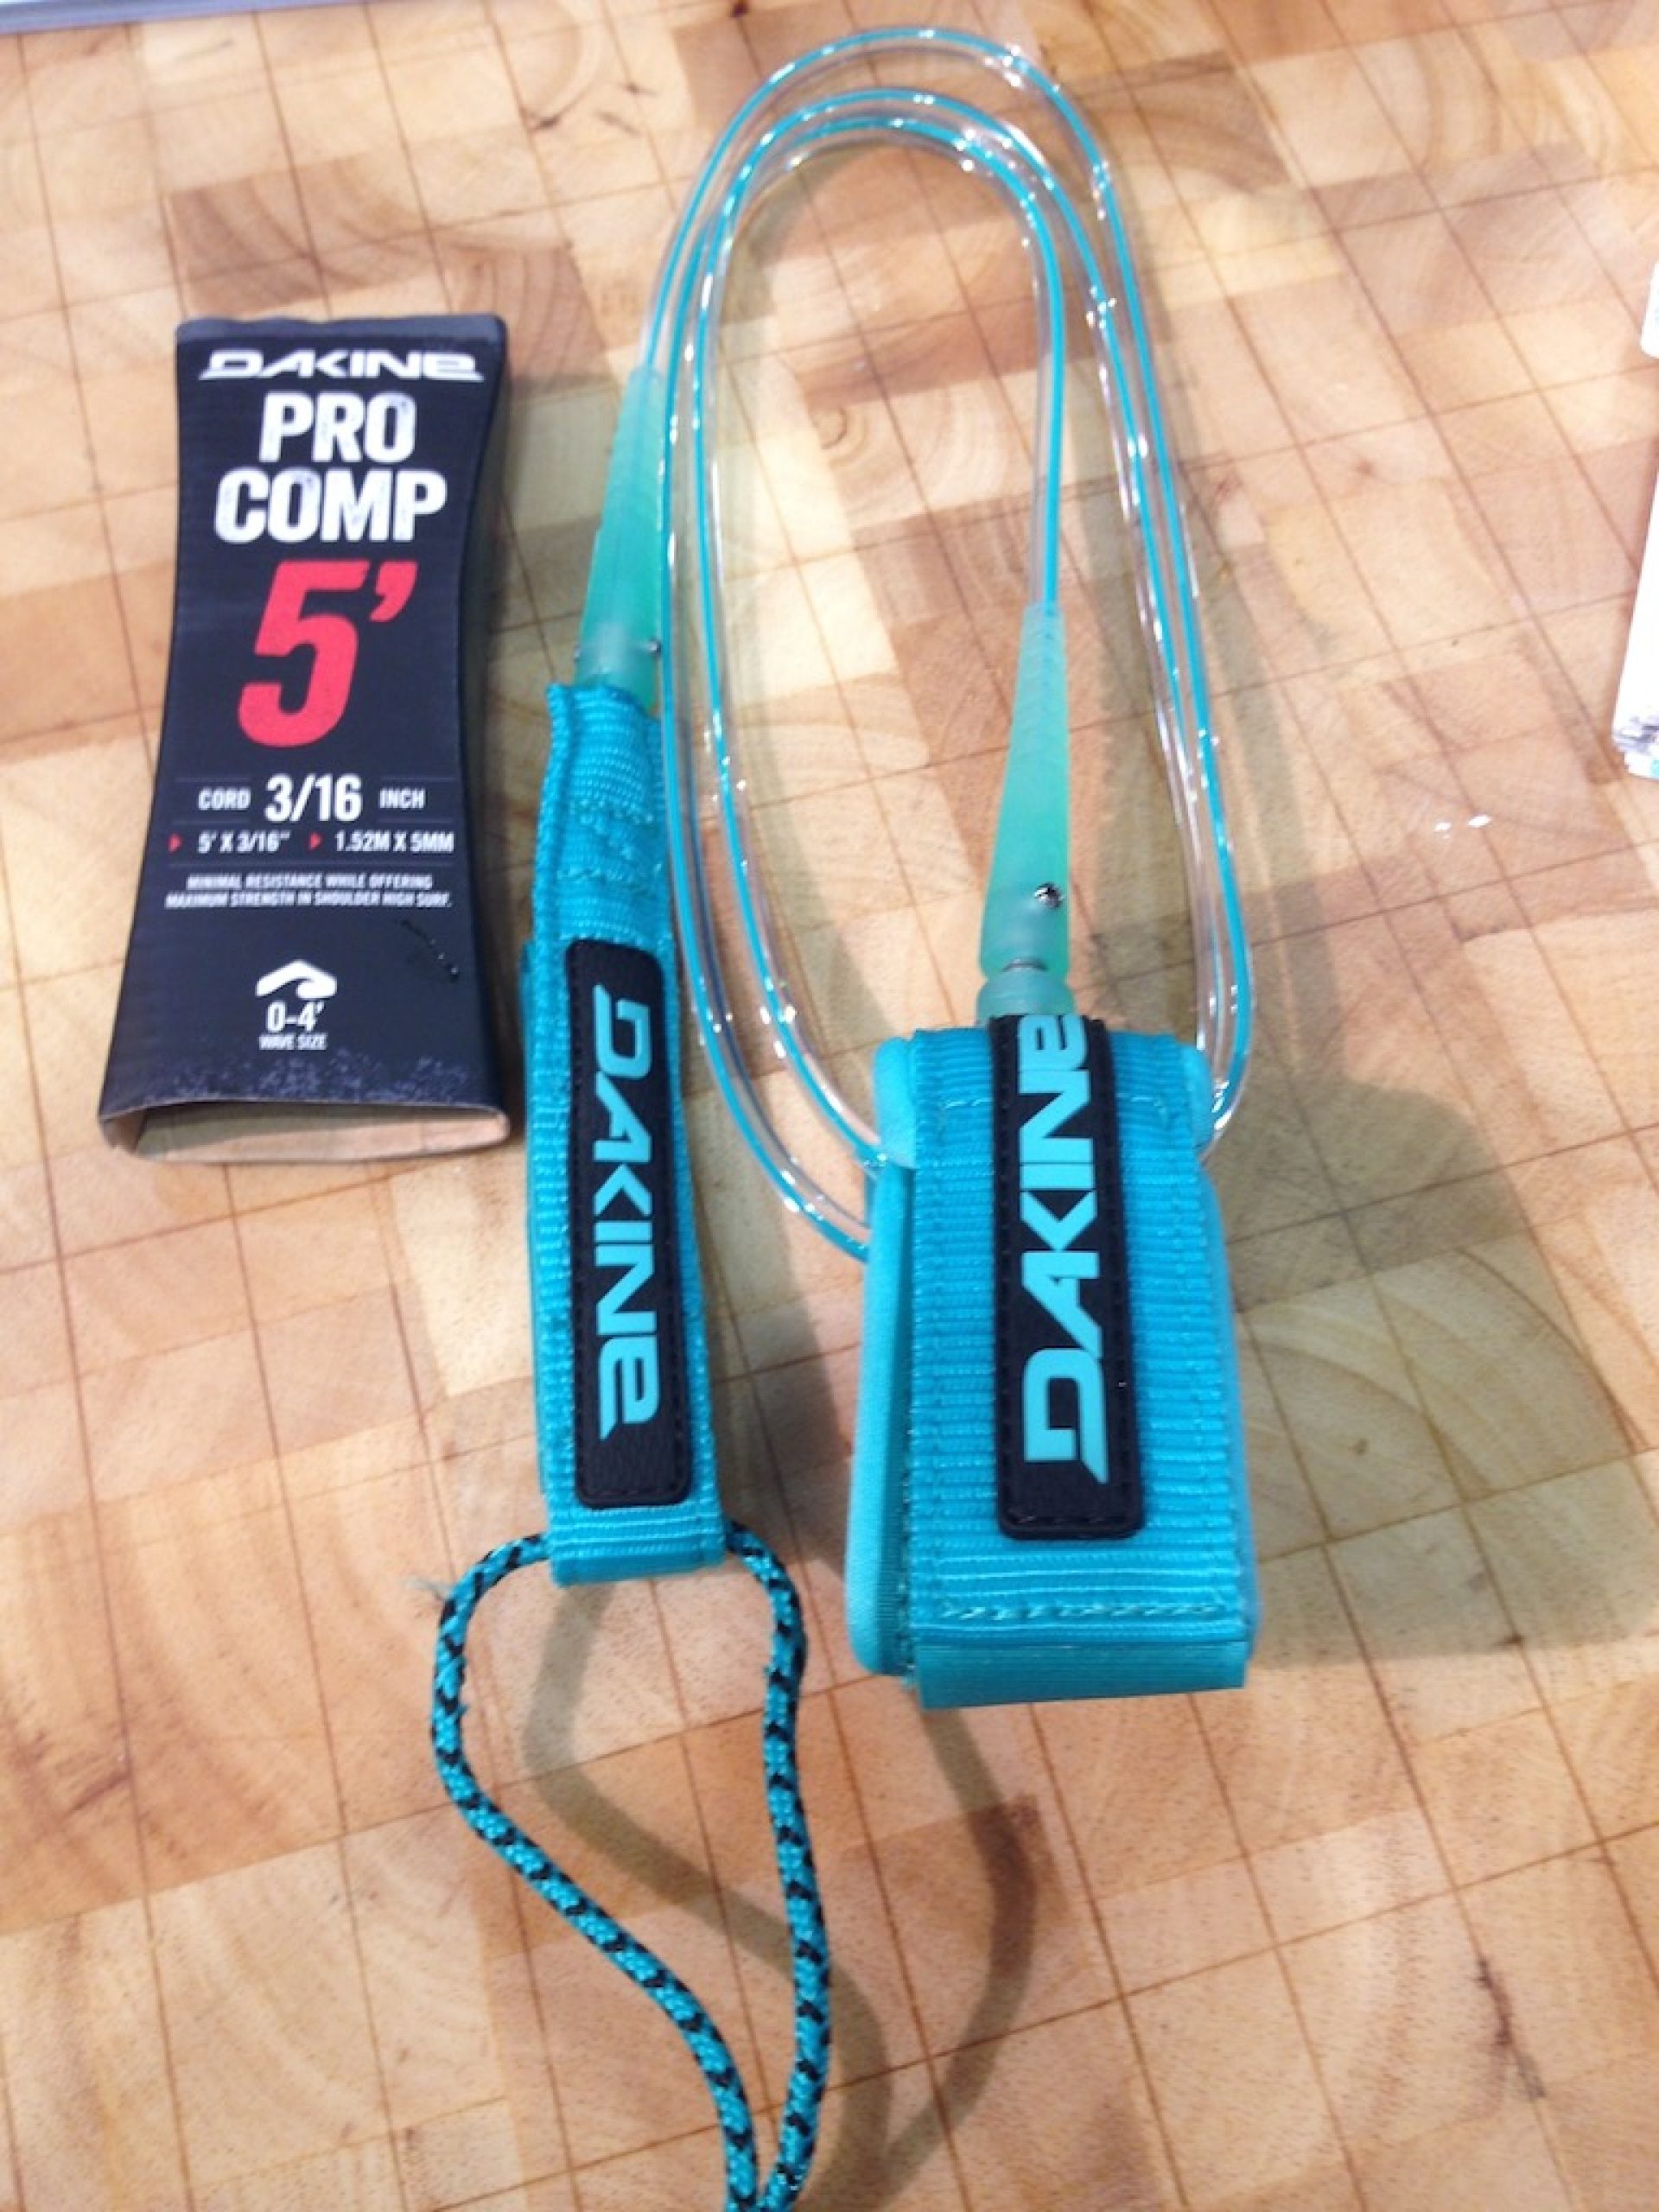 DAKINE
PRO
COMP
5'
CORD 3/16 INCH
5' X 3/16" 1.52M X 5MM
MINIMAL RESISTANCE WHILE OFFERING
MAXIMUM STRENGTH IN SHOULDER HIGH SURF.
0-4'
WAVE SIZE
DAKINE
DAKINE